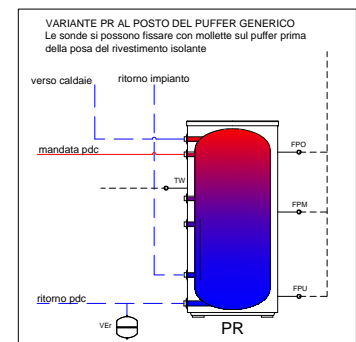 VARIANTE PR AL POSTO DEL PUFFER GENERICO
Le sonde si possono fissare con mollette sul puffer prima
della posa del rivestimento isolante
verso caldaie
ritorno impianto
mandata pdc
FPO
TW
FPM
ritorno pdc
FPU
VEr
PR